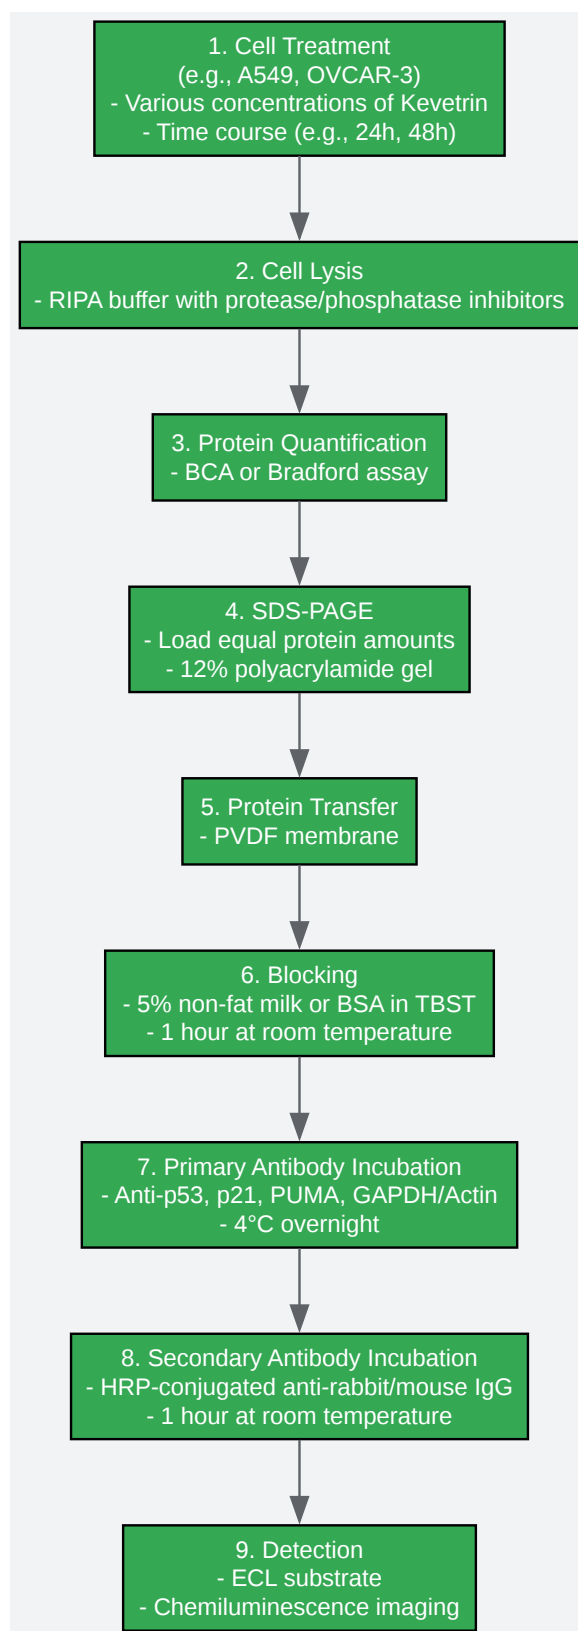 1. Cell Treatment
(e.g., A549, OVCAR-3)
- Various concentrations of Kevetrin
- Time course (e.g., 24h, 48h)
2. Cell Lysis
- RIPA buffer with protease/phosphatase inhibitors
3. Protein Quantification
- BCA or Bradford assay
4. SDS-PAGE
- Load equal protein amounts
- 12% polyacrylamide gel
5. Protein Transfer
- PVDF membrane
6. Blocking
- 5% non-fat milk or BSA in TBST
- 1 hour at room temperature
7. Primary Antibody Incubation
- Anti-p53, p21, PUMA, GAPDH/Actin
- 4°C overnight
8. Secondary Antibody Incubation
- HRP-conjugated anti-rabbit/mouse IgG
- 1 hour at room temperature
9. Detection
- ECL substrate
- Chemiluminescence imaging